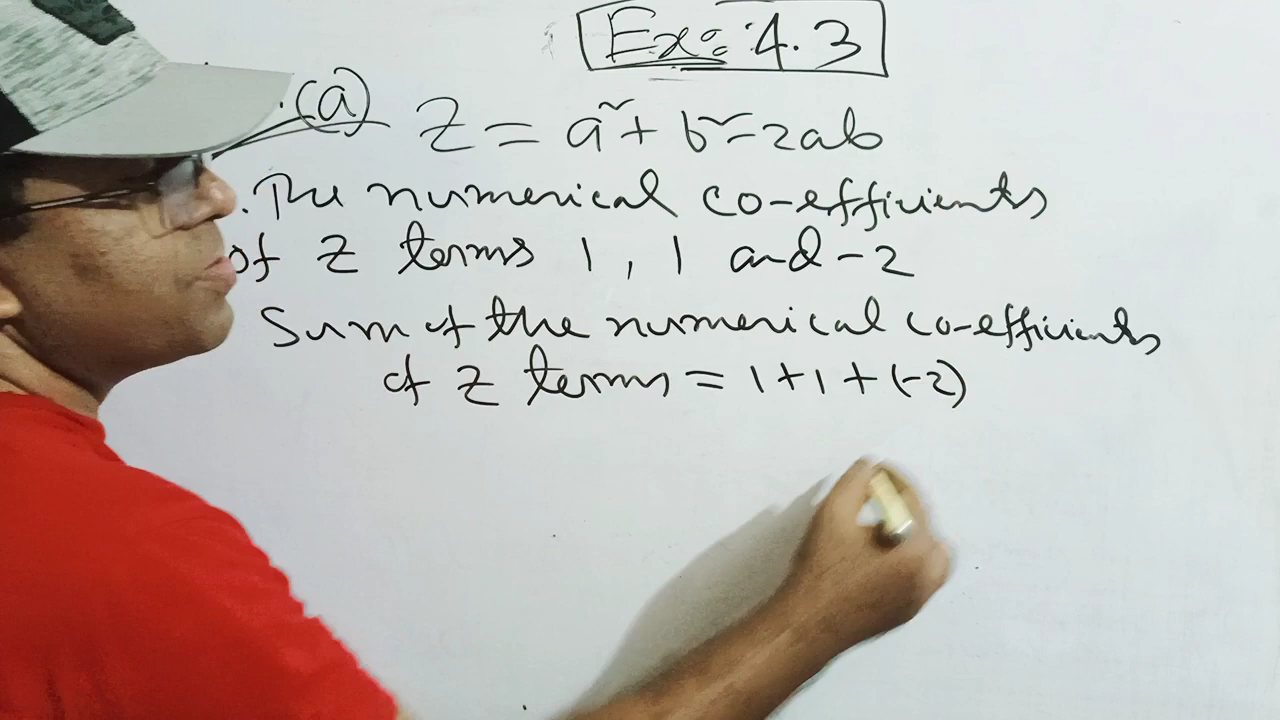 Ex: 4.3
(a) Z = a² + b² - 2ab
The numerical co-efficients
of Z terms 1, 1 and -2
Sum of the numerical co-efficients
of Z terms = 1 + 1 + (-2)